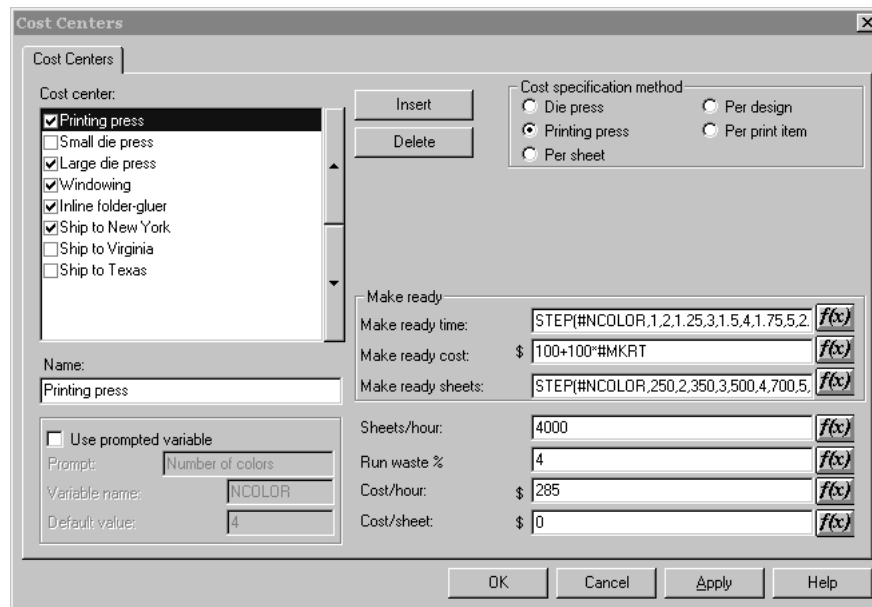 Cost Centers
Cost Centers
Cost center:
Printing press
Small die press
Large die press
Windowing
Inline folder-gluer
Ship to New York
Ship to Virginia
Ship to Texas
Insert
Delete
Cost specification method
Die press
Per design
Printing press
Per print item
Per sheet
Name:
Printing press
Use prompted variable
Prompt: Number of colors
Variable name: NCOLOR
Default value: 4
Make ready
Make ready time: STEP(#NCOLOR,1,2,1.25,3,1.5,4,1.75,5,2. f(x)
Make ready cost: $ 100+100*#MKRT f(x)
Make ready sheets: STEP(#NCOLOR,250,2,350,3,500,4,700,5, f(x)
Sheets/hour: 4000 f(x)
Run waste % 4 f(x)
Cost/hour: $ 285 f(x)
Cost/sheet: $ 0 f(x)
OK Cancel Apply Help